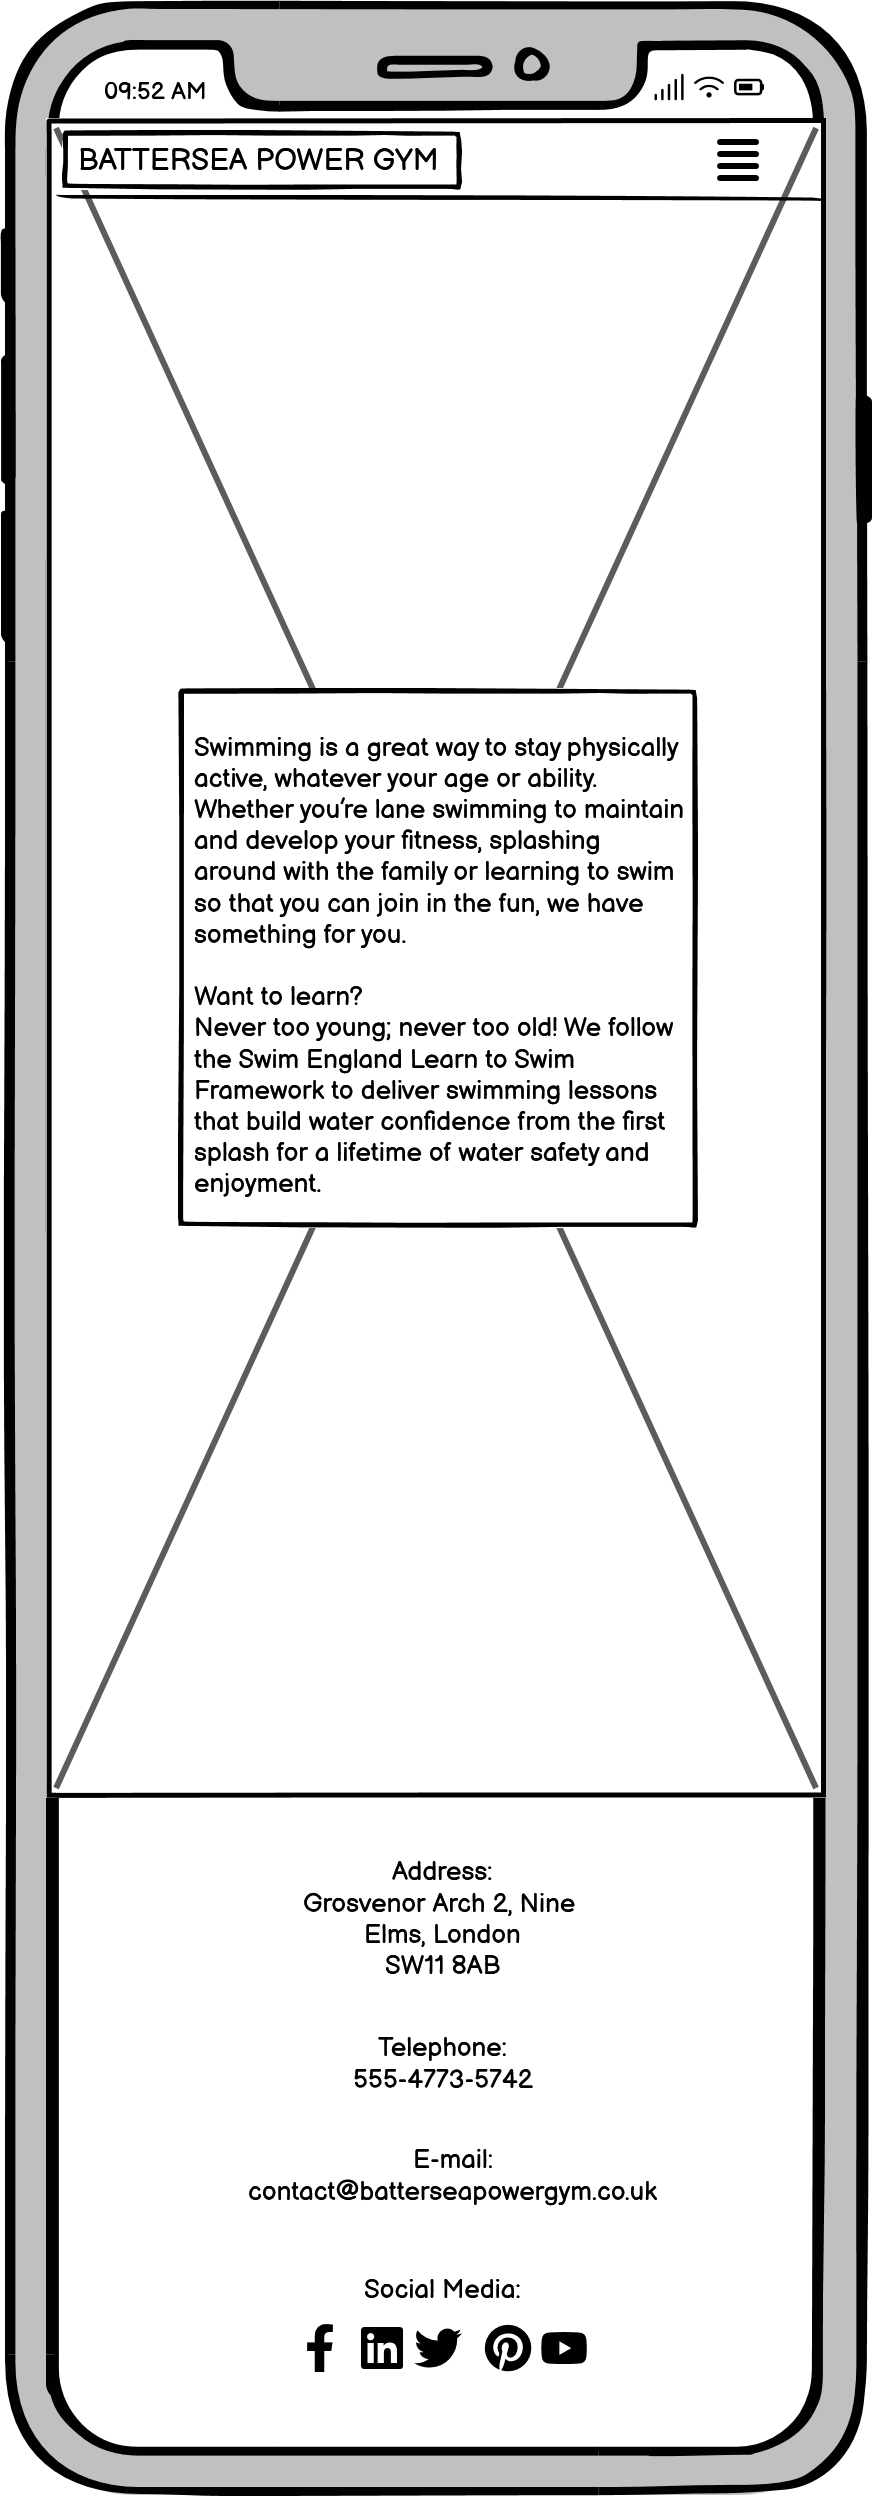 09:52 AM
BATTERSEA POWER GYM
Swimming is a great way to stay physically
active, whatever your age or ability.
Whether you're lane swimming to maintain
and develop your fitness, splashing
around with the family or learning to swim
so that you can join in the fun, we have
something for you.
Want to learn?
Never too young; never too old! We follow
the Swim England Learn to Swim
Framework to deliver swimming lessons
that build water confidence from the first
splash for a lifetime of water safety and
enjoyment.
Address:
Grosvenor Arch 2, Nine
Elms, London
SW11 8AB
Telephone:
555-4773-5742
E-mail:
contact@batterseapowergym.co.uk
Social Media: